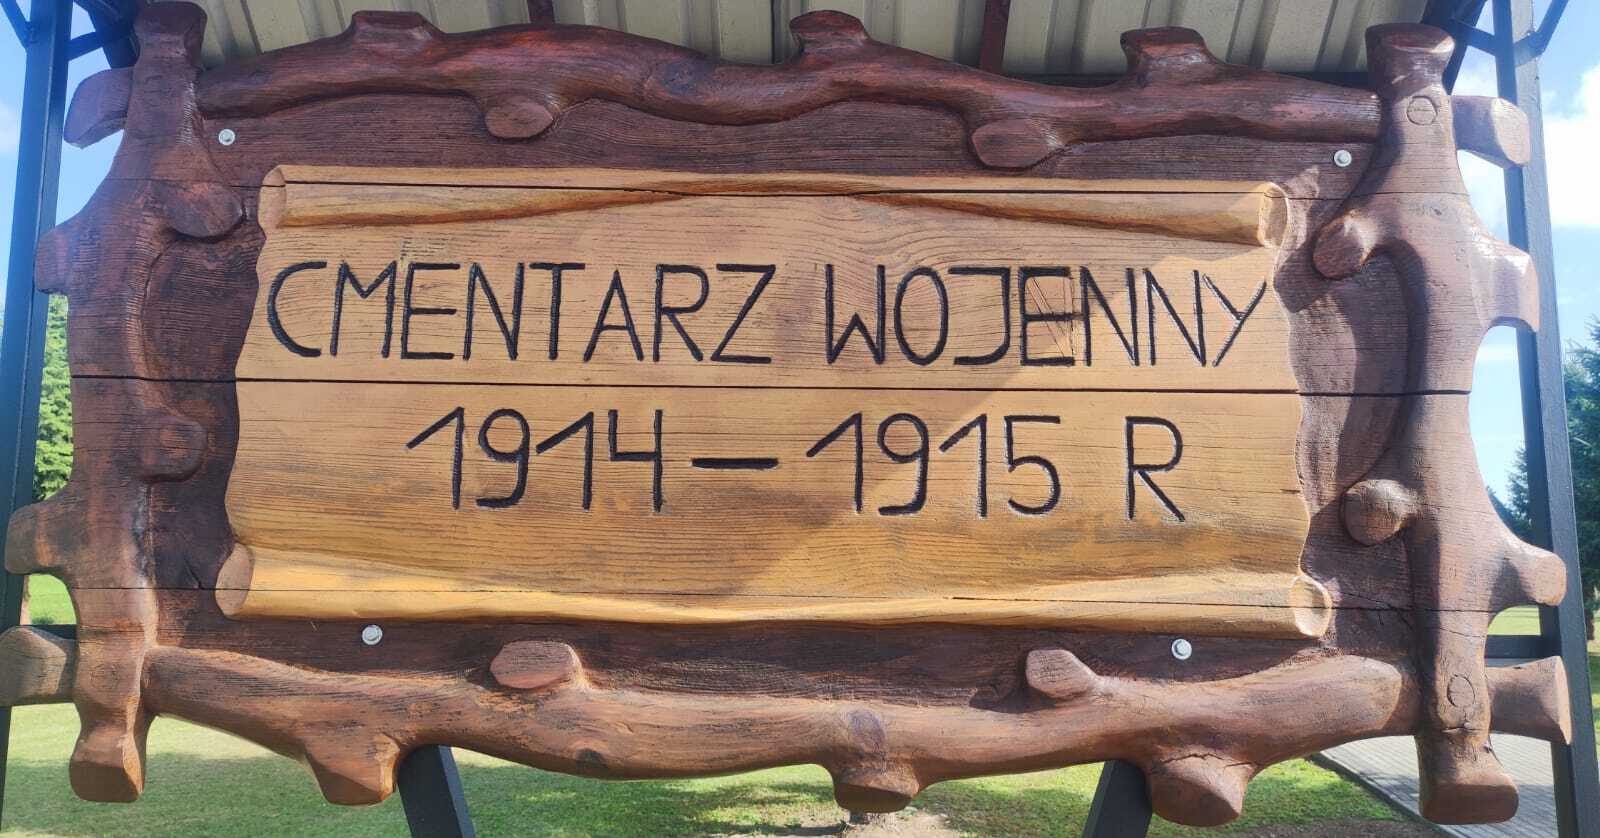 CMENTARZ WOJENNY
1914 – 1915 R